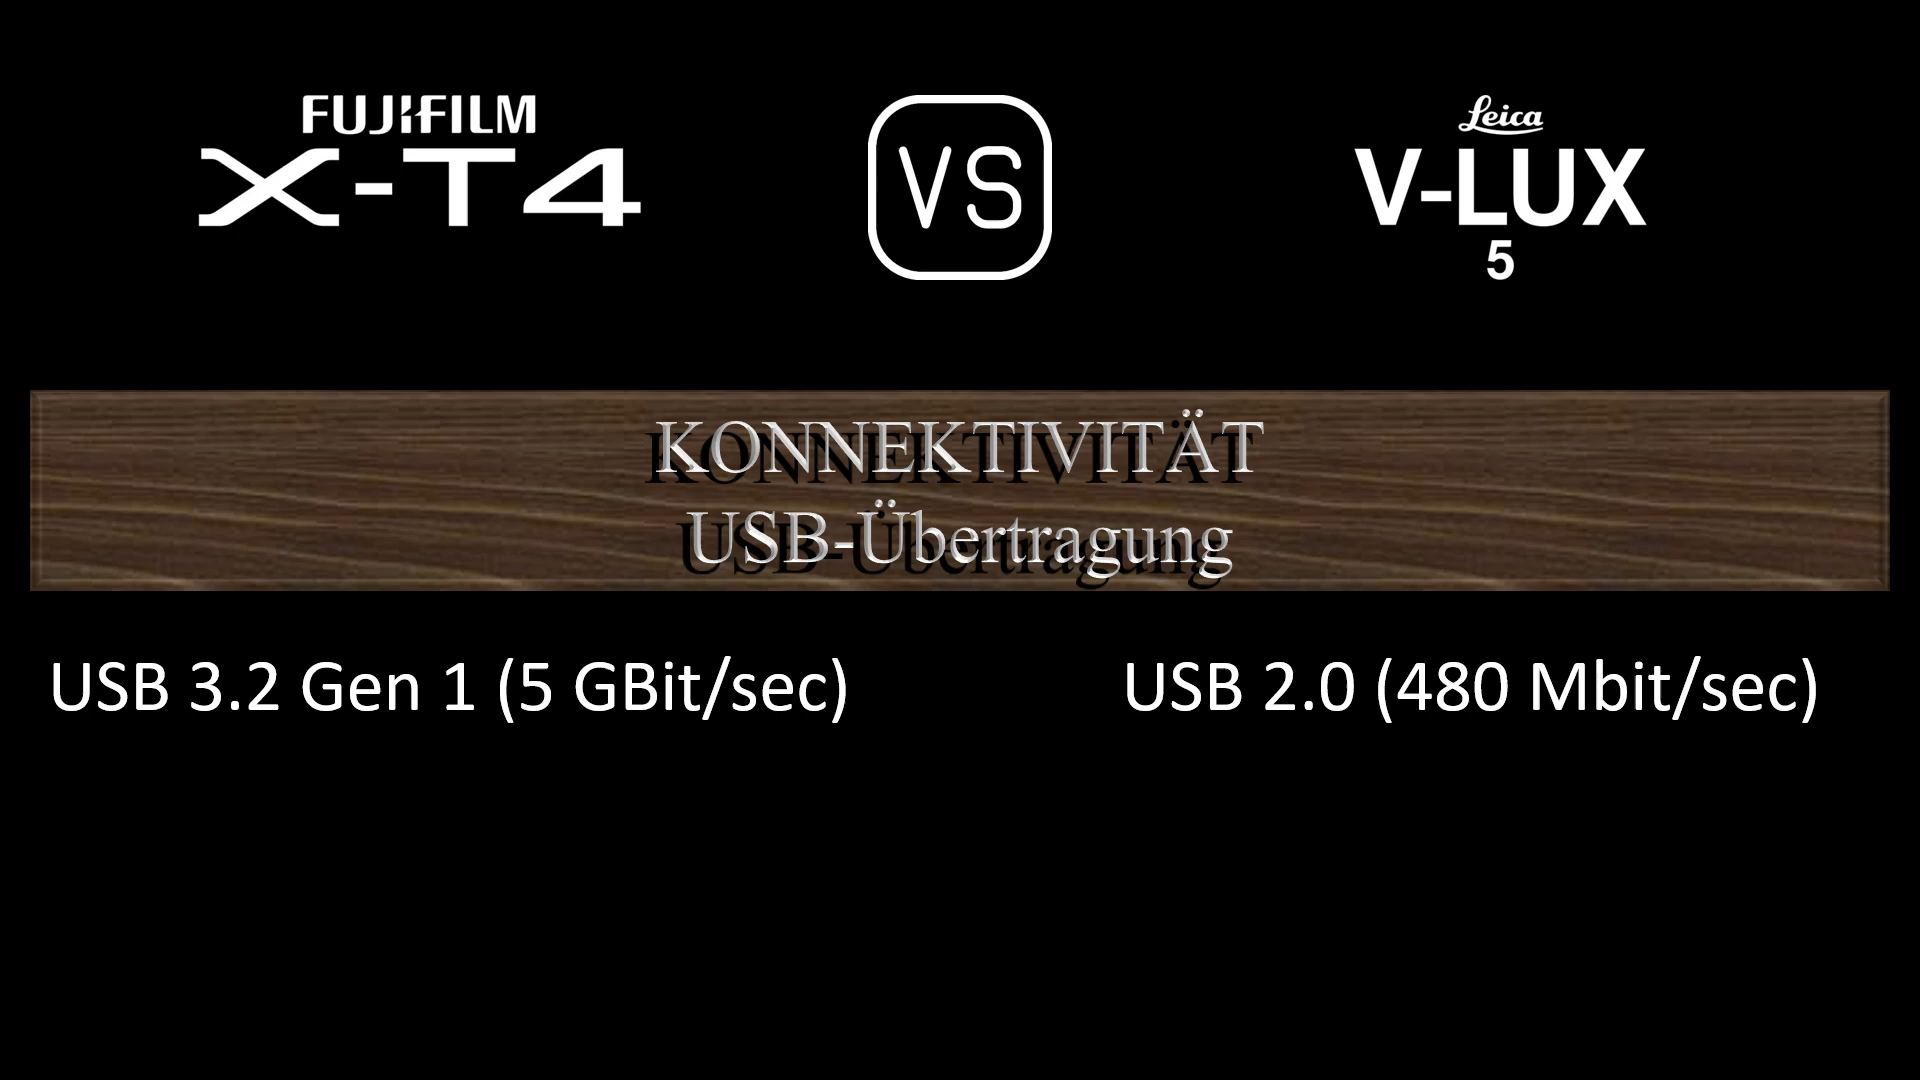 FUJIFILM
X-T4
VS
Leica
V-LUX
5
KONNEKTIVITÄT
USB-Übertragung
USB 3.2 Gen 1 (5 GBit/sec)
USB 2.0 (480 Mbit/sec)